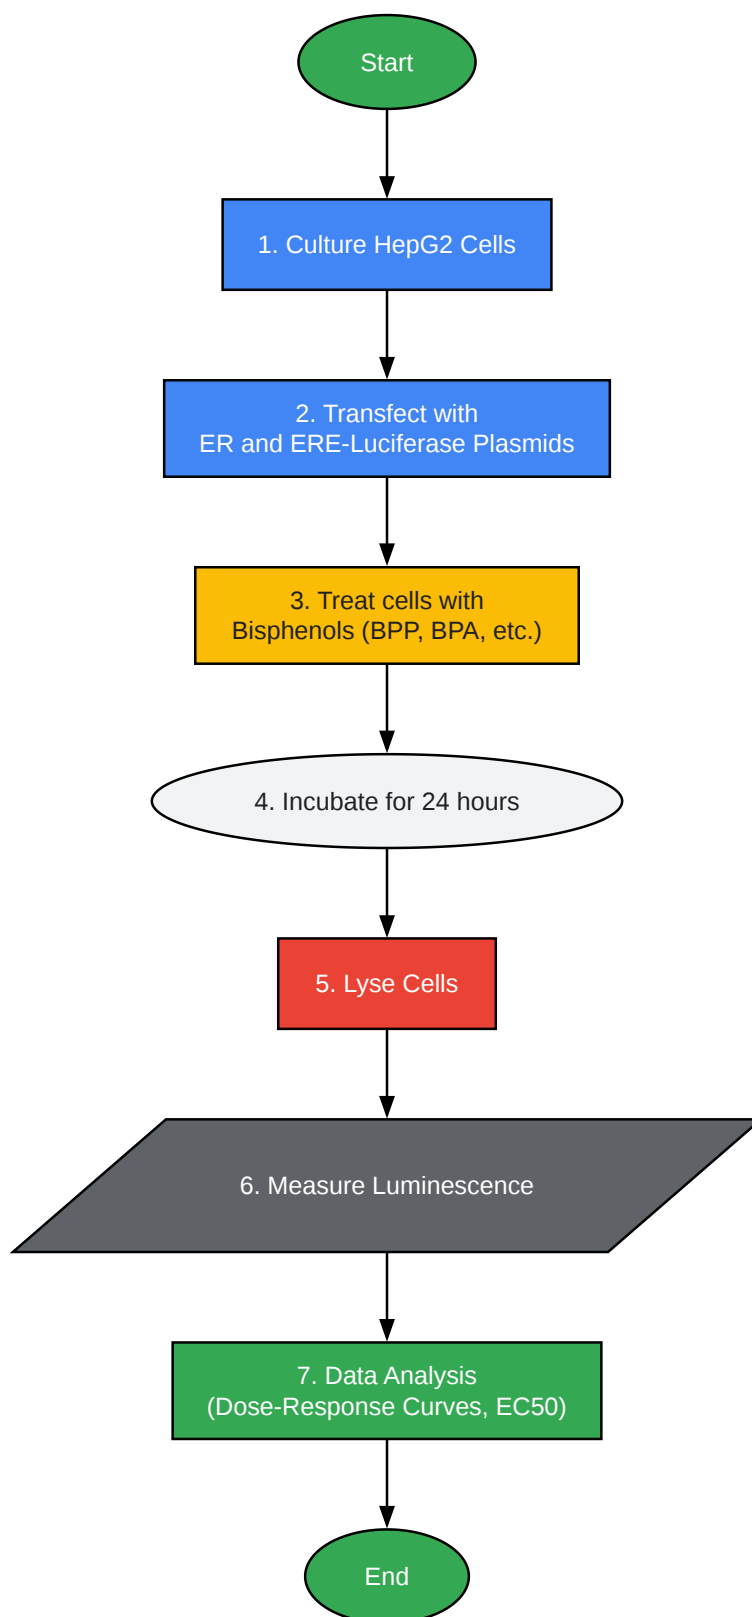 Start
1. Culture HepG2 Cells
2. Transfect with
ER and ERE-Luciferase Plasmids
3. Treat cells with
Bisphenols (BPP, BPA, etc.)
4. Incubate for 24 hours
5. Lyse Cells
6. Measure Luminescence
7. Data Analysis
(Dose-Response Curves, EC50)
End